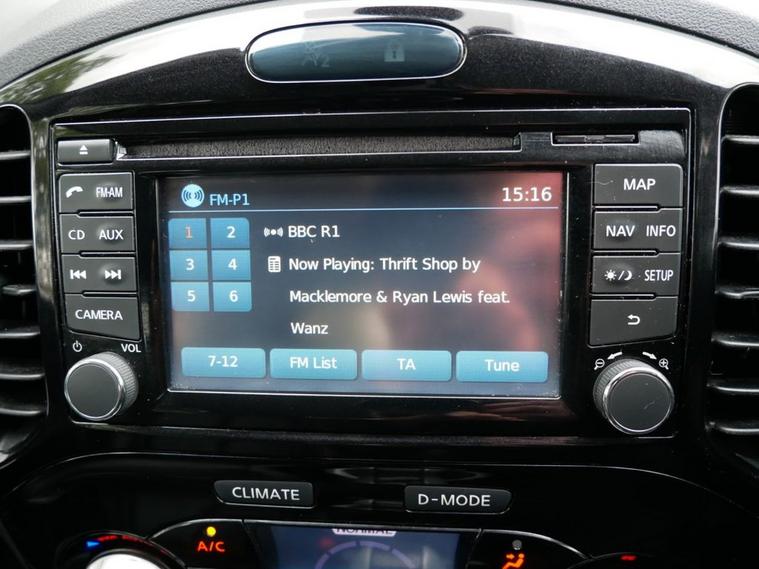 2
FM-P1
15:16
FM-AM
CD AUX
CAMERA
VOL
1 2
3 4
5 6
BBC R1
Now Playing: Thrift Shop by
Macklemore & Ryan Lewis feat.
Wanz
7-12 FM List TA Tune
MAP
NAV INFO
SETUP
CLIMATE
D-MODE
A/C
NORMAL